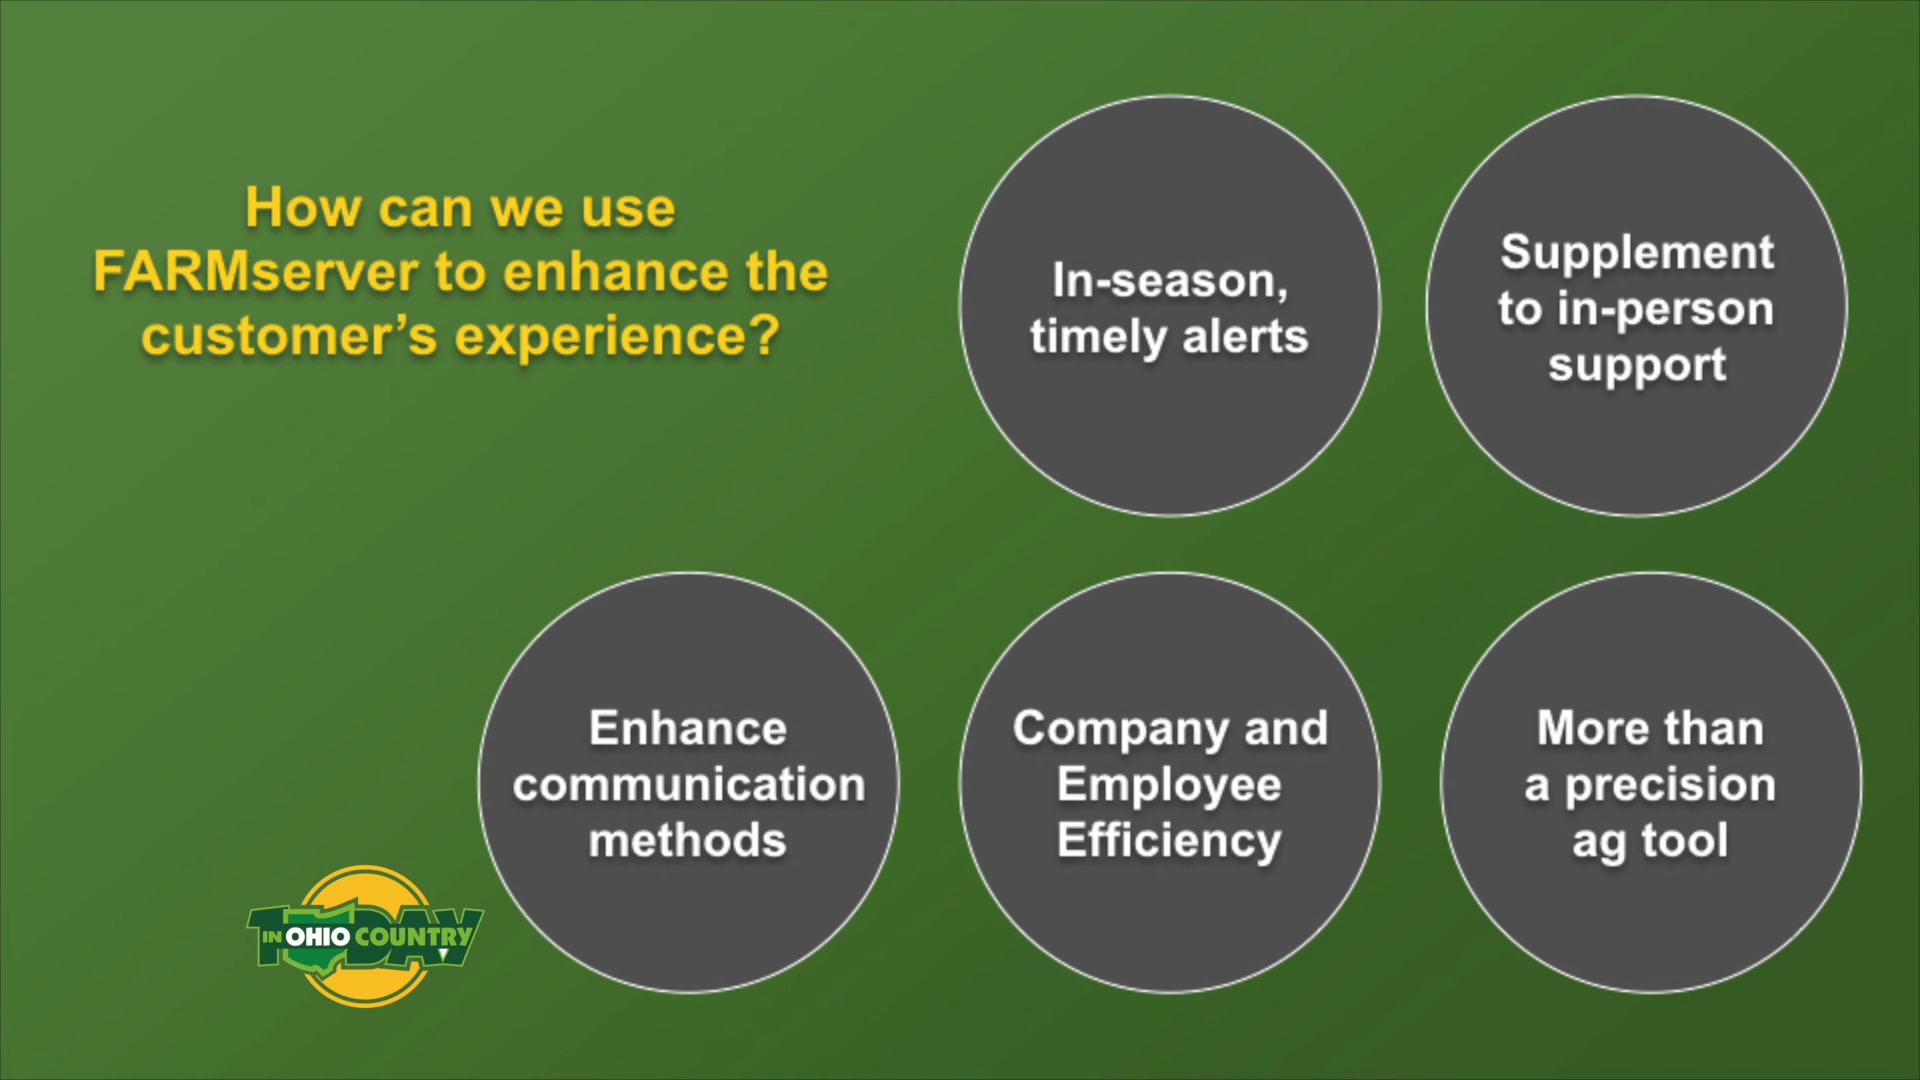 How can we use
FARMserver to enhance the
customer’s experience?
In-season,
timely alerts
Supplement
to in-person
support
Enhance
communication
methods
Company and
Employee
Efficiency
More than
a precision
ag tool
TODAY
IN OHIO COUNTRY